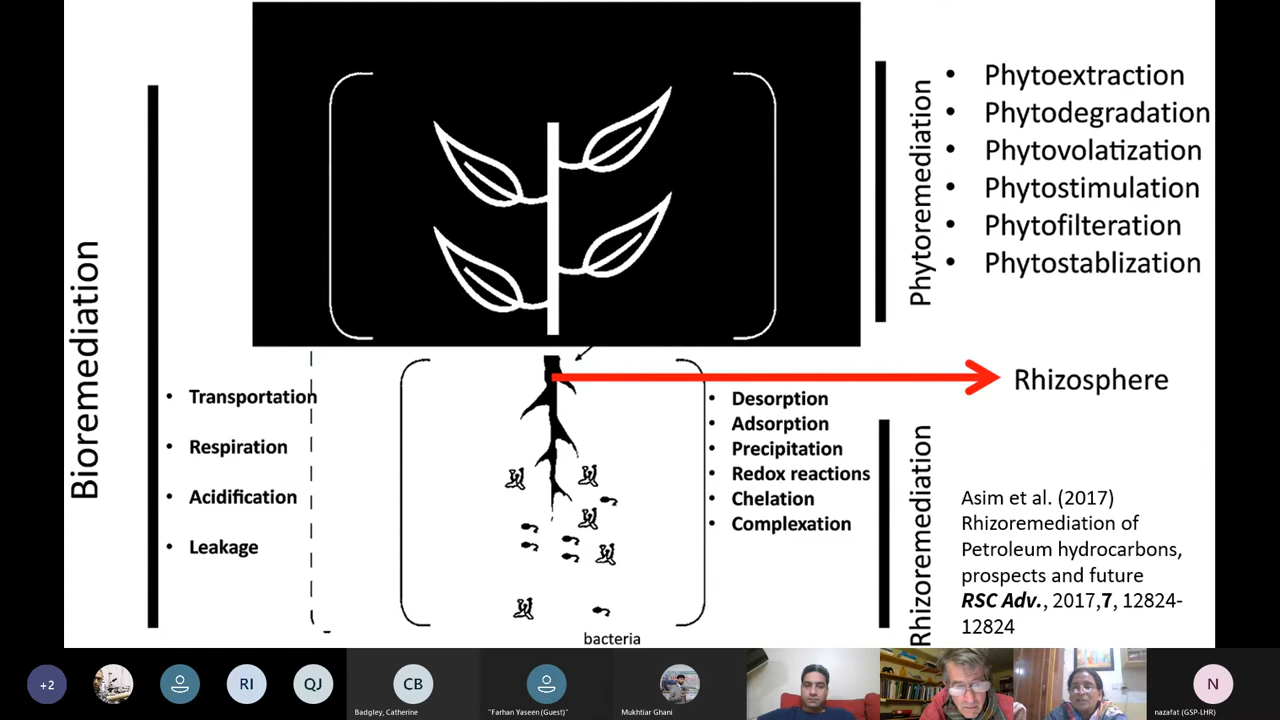 Bioremediation
Transportation
Respiration
Acidification
Leakage
bacteria
Desorption
Adsorption
Precipitation
Redox reactions
Chelation
Complexation
Phytoremediation
Phytoextraction
Phytodegradation
Phytovolatization
Phytostimulation
Phytofilteration
Phytostablization
Rhizosphere
Rhizoremediation
Asim et al. (2017)
Rhizoremediation of
Petroleum hydrocarbons,
prospects and future
RSC Adv., 2017,7, 12824-
12824
+2
RI
QJ
CB
Badgley, Catherine
"Farhan Yaseen (Guest)"
Mukhtiar Ghani
N
nazafat (GSP-LHR)